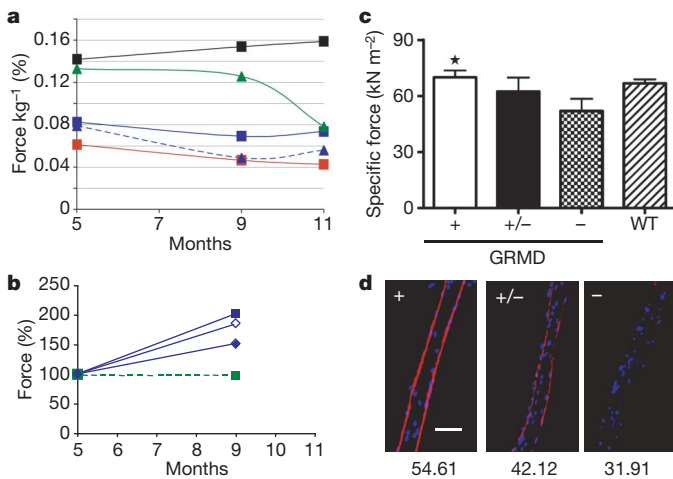 a
Force kg⁻¹ (%)
0.16
0.12
0.08
0.04
0
5 7 9 11
Months
b
Force (%)
250
200
150
100
50
0
5 6 7 8 9 10 11
Months
c
Specific force (kN m⁻²)
90
60
30
0
★
+ +/− − WT
GRMD
d
+ +/− −
54.61 42.12 31.91